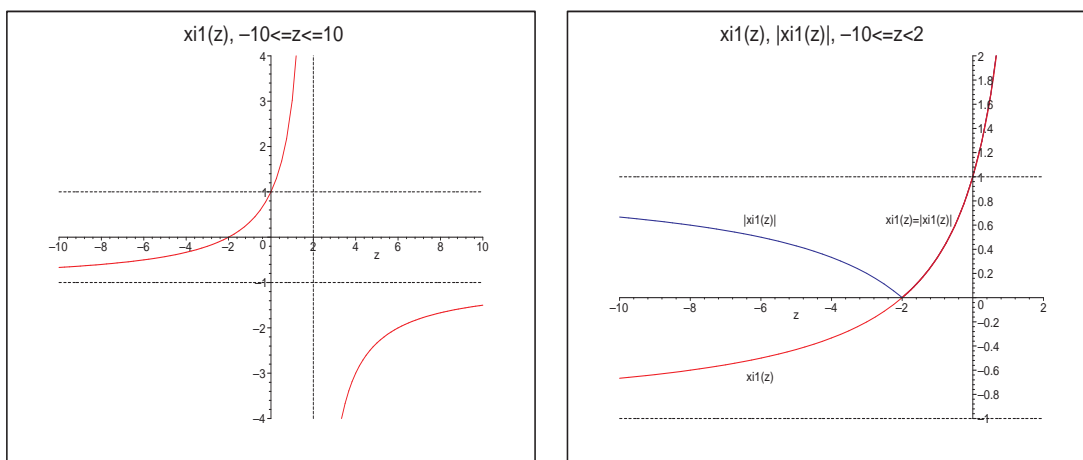 xi1(z), –10<=z<=10
4
3
2
1
–10 –8 –6 –4 –2 0 2 4 6 8 10
z
–1
–2
–3
–4
xi1(z), |xi1(z)|, –10<=z<2
2
1.8
1.6
1.4
1.2
1
0.8
|xi1(z)| xi1(z)=|xi1(z)|
0.6
0.4
0.2
–10 –8 –6 –4 –2 0 2
z
–0.2
–0.4
–0.6
xi1(z)
–0.8
–1